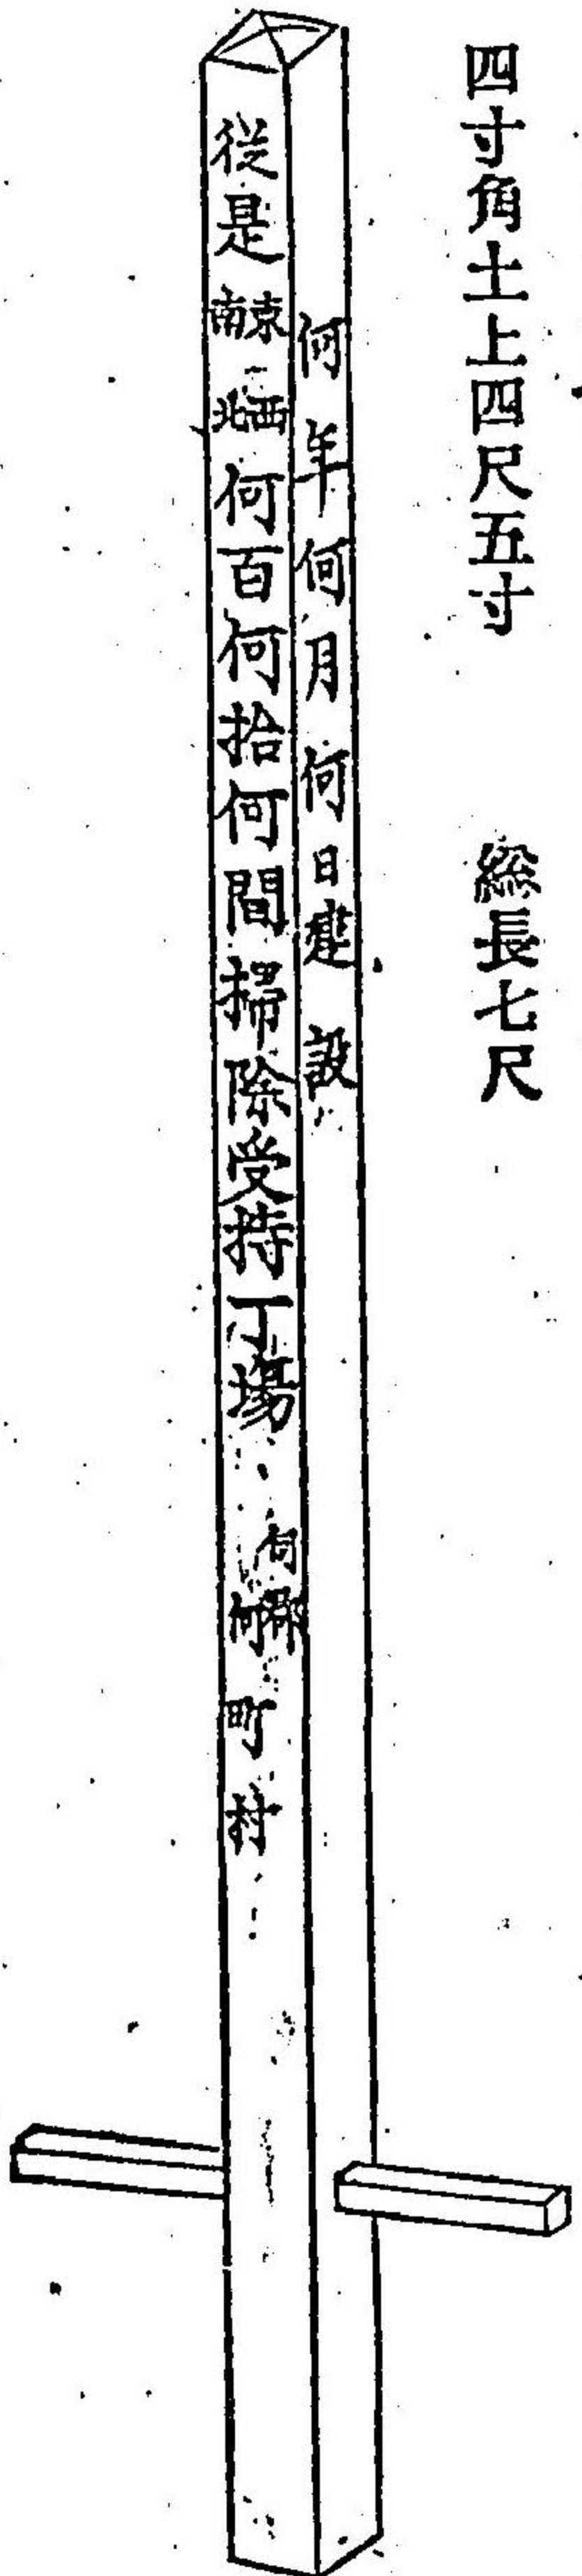 四寸角土上四尺五寸　総長七尺
何年何月何日建設
従是東南西北何百何拾何間掃除受持丁場　何郡何町村